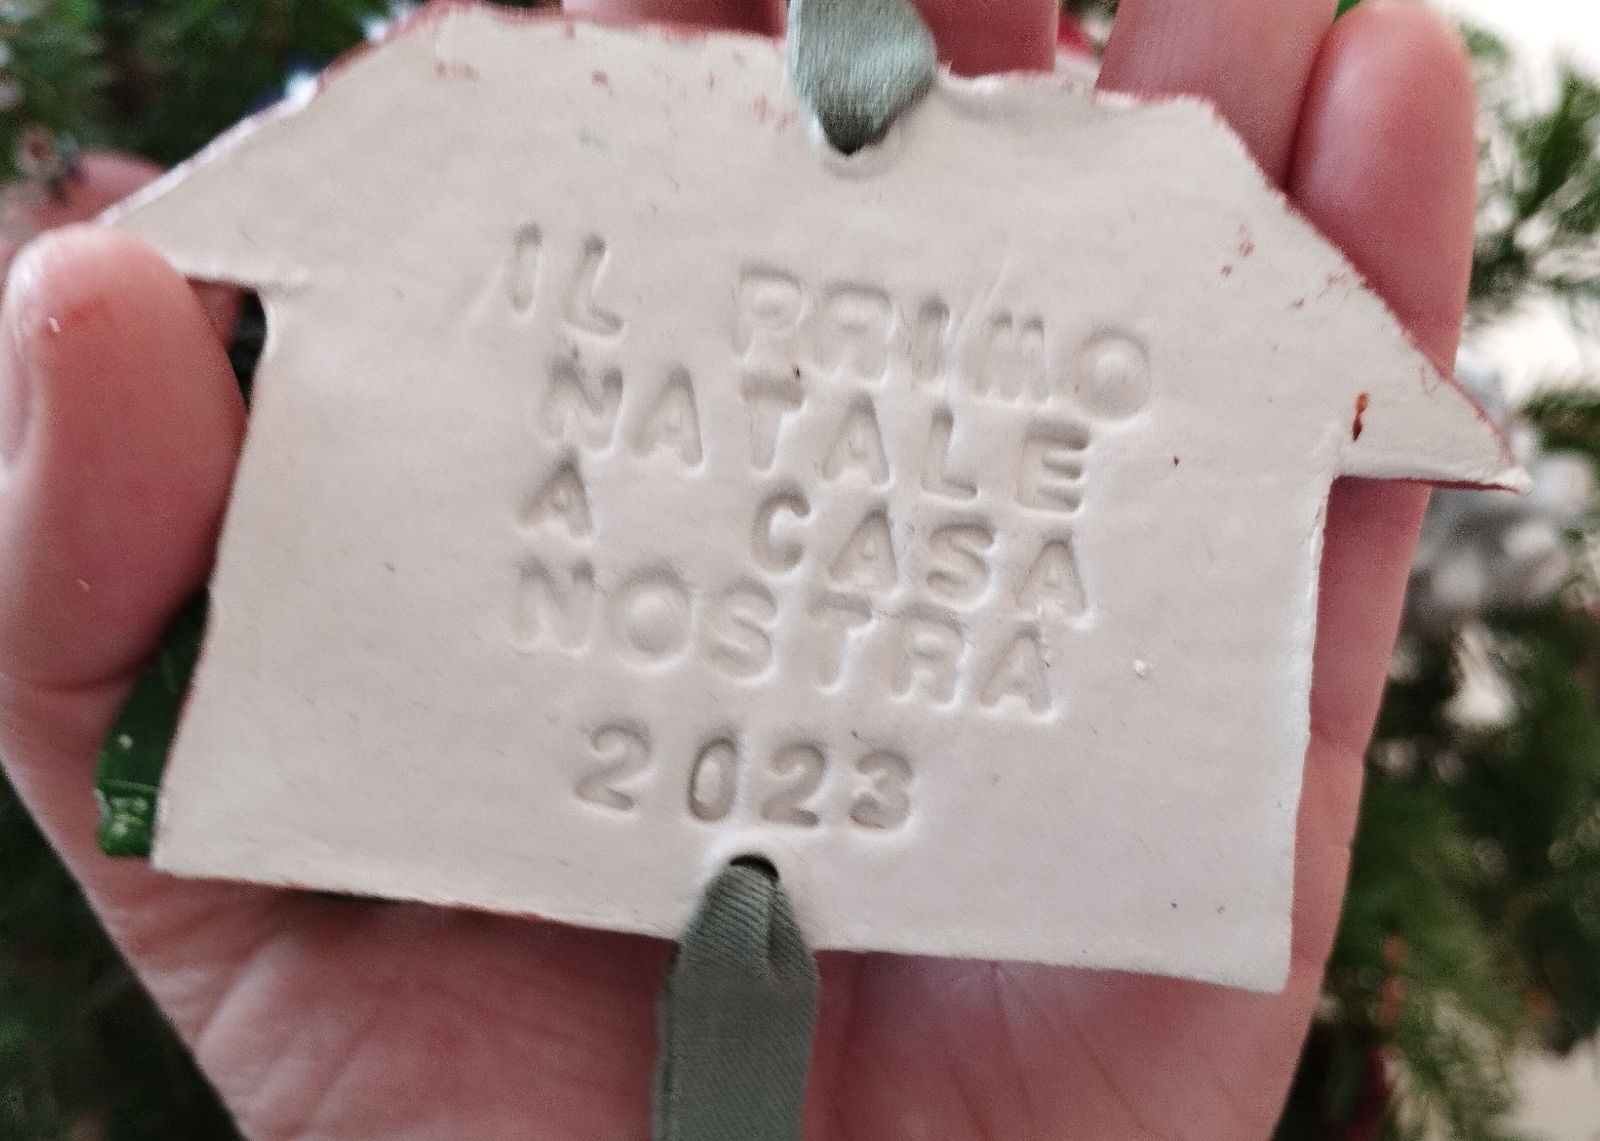 IL PRIMO
NATALE
A CASA
NOSTRA
2023